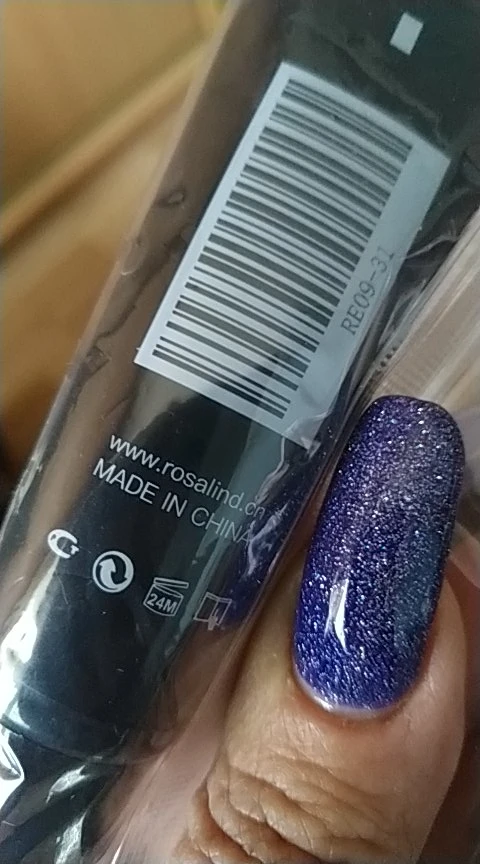 RE09-31
www.rosalind.cn
MADE IN CHINA
24M